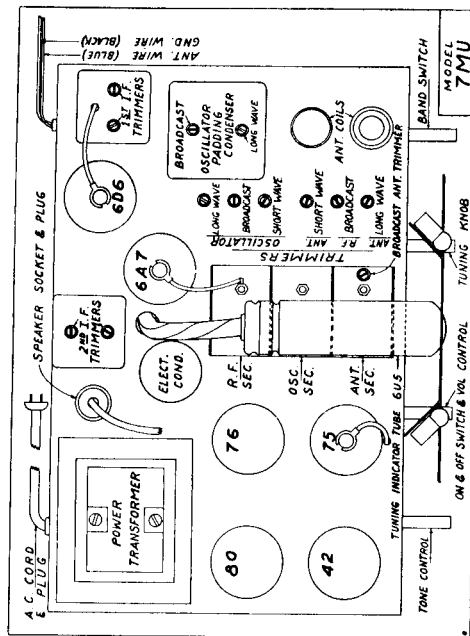 A.C. CORD
& PLUG
SPEAKER SOCKET & PLUG
GND. WIRE (BLACK)
ANT. WIRE (BLUE)
POWER
TRANSFORMER
2ND I.F.
TRIMMERS
6D6
1ST I.F.
TRIMMERS
ELECT.
COND.
6A7
BROADCAST
OSCILLATOR
PADDING
CONDENSER
LONG WAVE
80
76
R.F.
SEC.
OSC.
SEC.
ANT.
SEC.
TRIMMERS
OSCILLATOR
LONG WAVE
BROADCAST
SHORT WAVE
ANT. R.F. ANT.
SHORT WAVE
BROADCAST
LONG WAVE
ANT. COILS
42
75
TUNING INDICATOR TUBE 6U5
BROADCAST ANT. TRIMMER
TONE CONTROL
ON & OFF SWITCH & VOL CONTROL
TUNING KNOB
BAND SWITCH
MODEL
7MU